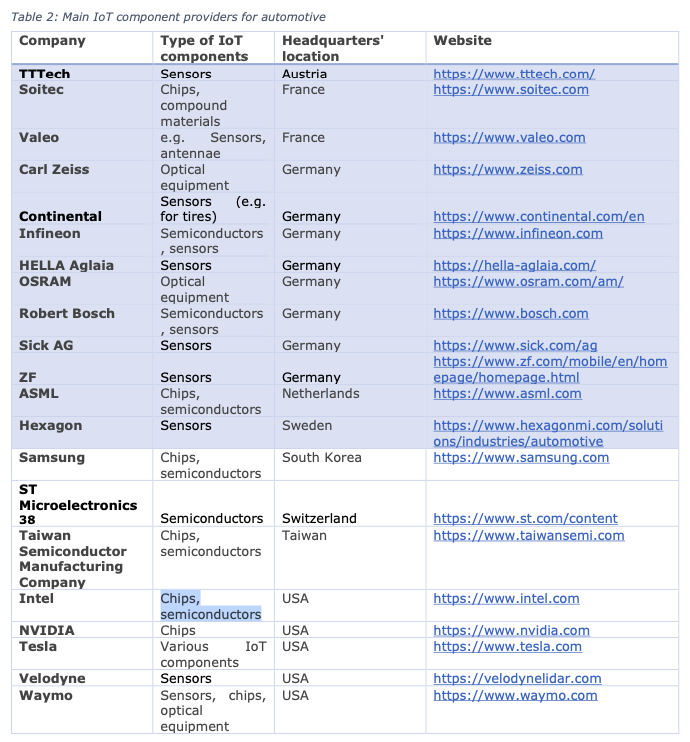 Table 2: Main IoT component providers for automotive
Company Type of IoT components Headquarters' location Website
TTTech Sensors Austria https://www.tttech.com/
Soitec Chips, compound materials France https://www.soitec.com
Valeo e.g. Sensors, antennae France https://www.valeo.com
Carl Zeiss Optical equipment Germany https://www.zeiss.com
Continental Sensors (e.g. for tires) Germany https://www.continental.com/en
Infineon Semiconductors, sensors Germany https://www.infineon.com
HELLA Aglaia Sensors Germany https://hella-aglaia.com/
OSRAM Optical equipment Germany https://www.osram.com/am/
Robert Bosch Semiconductors, sensors Germany https://www.bosch.com
Sick AG Sensors Germany https://www.sick.com/ag
ZF Sensors Germany https://www.zf.com/mobile/en/homepage/homepage.html
ASML Chips, semiconductors Netherlands https://www.asml.com
Hexagon Sensors Sweden https://www.hexagonmi.com/solutions/industries/automotive
Samsung Chips, semiconductors South Korea https://www.samsung.com
ST Microelectronics 38 Semiconductors Switzerland https://www.st.com/content
Taiwan Semiconductor Manufacturing Company Chips, semiconductors Taiwan https://www.taiwansemi.com
Intel Chips, semiconductors USA https://www.intel.com
NVIDIA Chips USA https://www.nvidia.com
Tesla Various IoT components USA https://www.tesla.com
Velodyne Sensors USA https://velodynelidar.com
Waymo Sensors, chips, optical equipment USA https://www.waymo.com